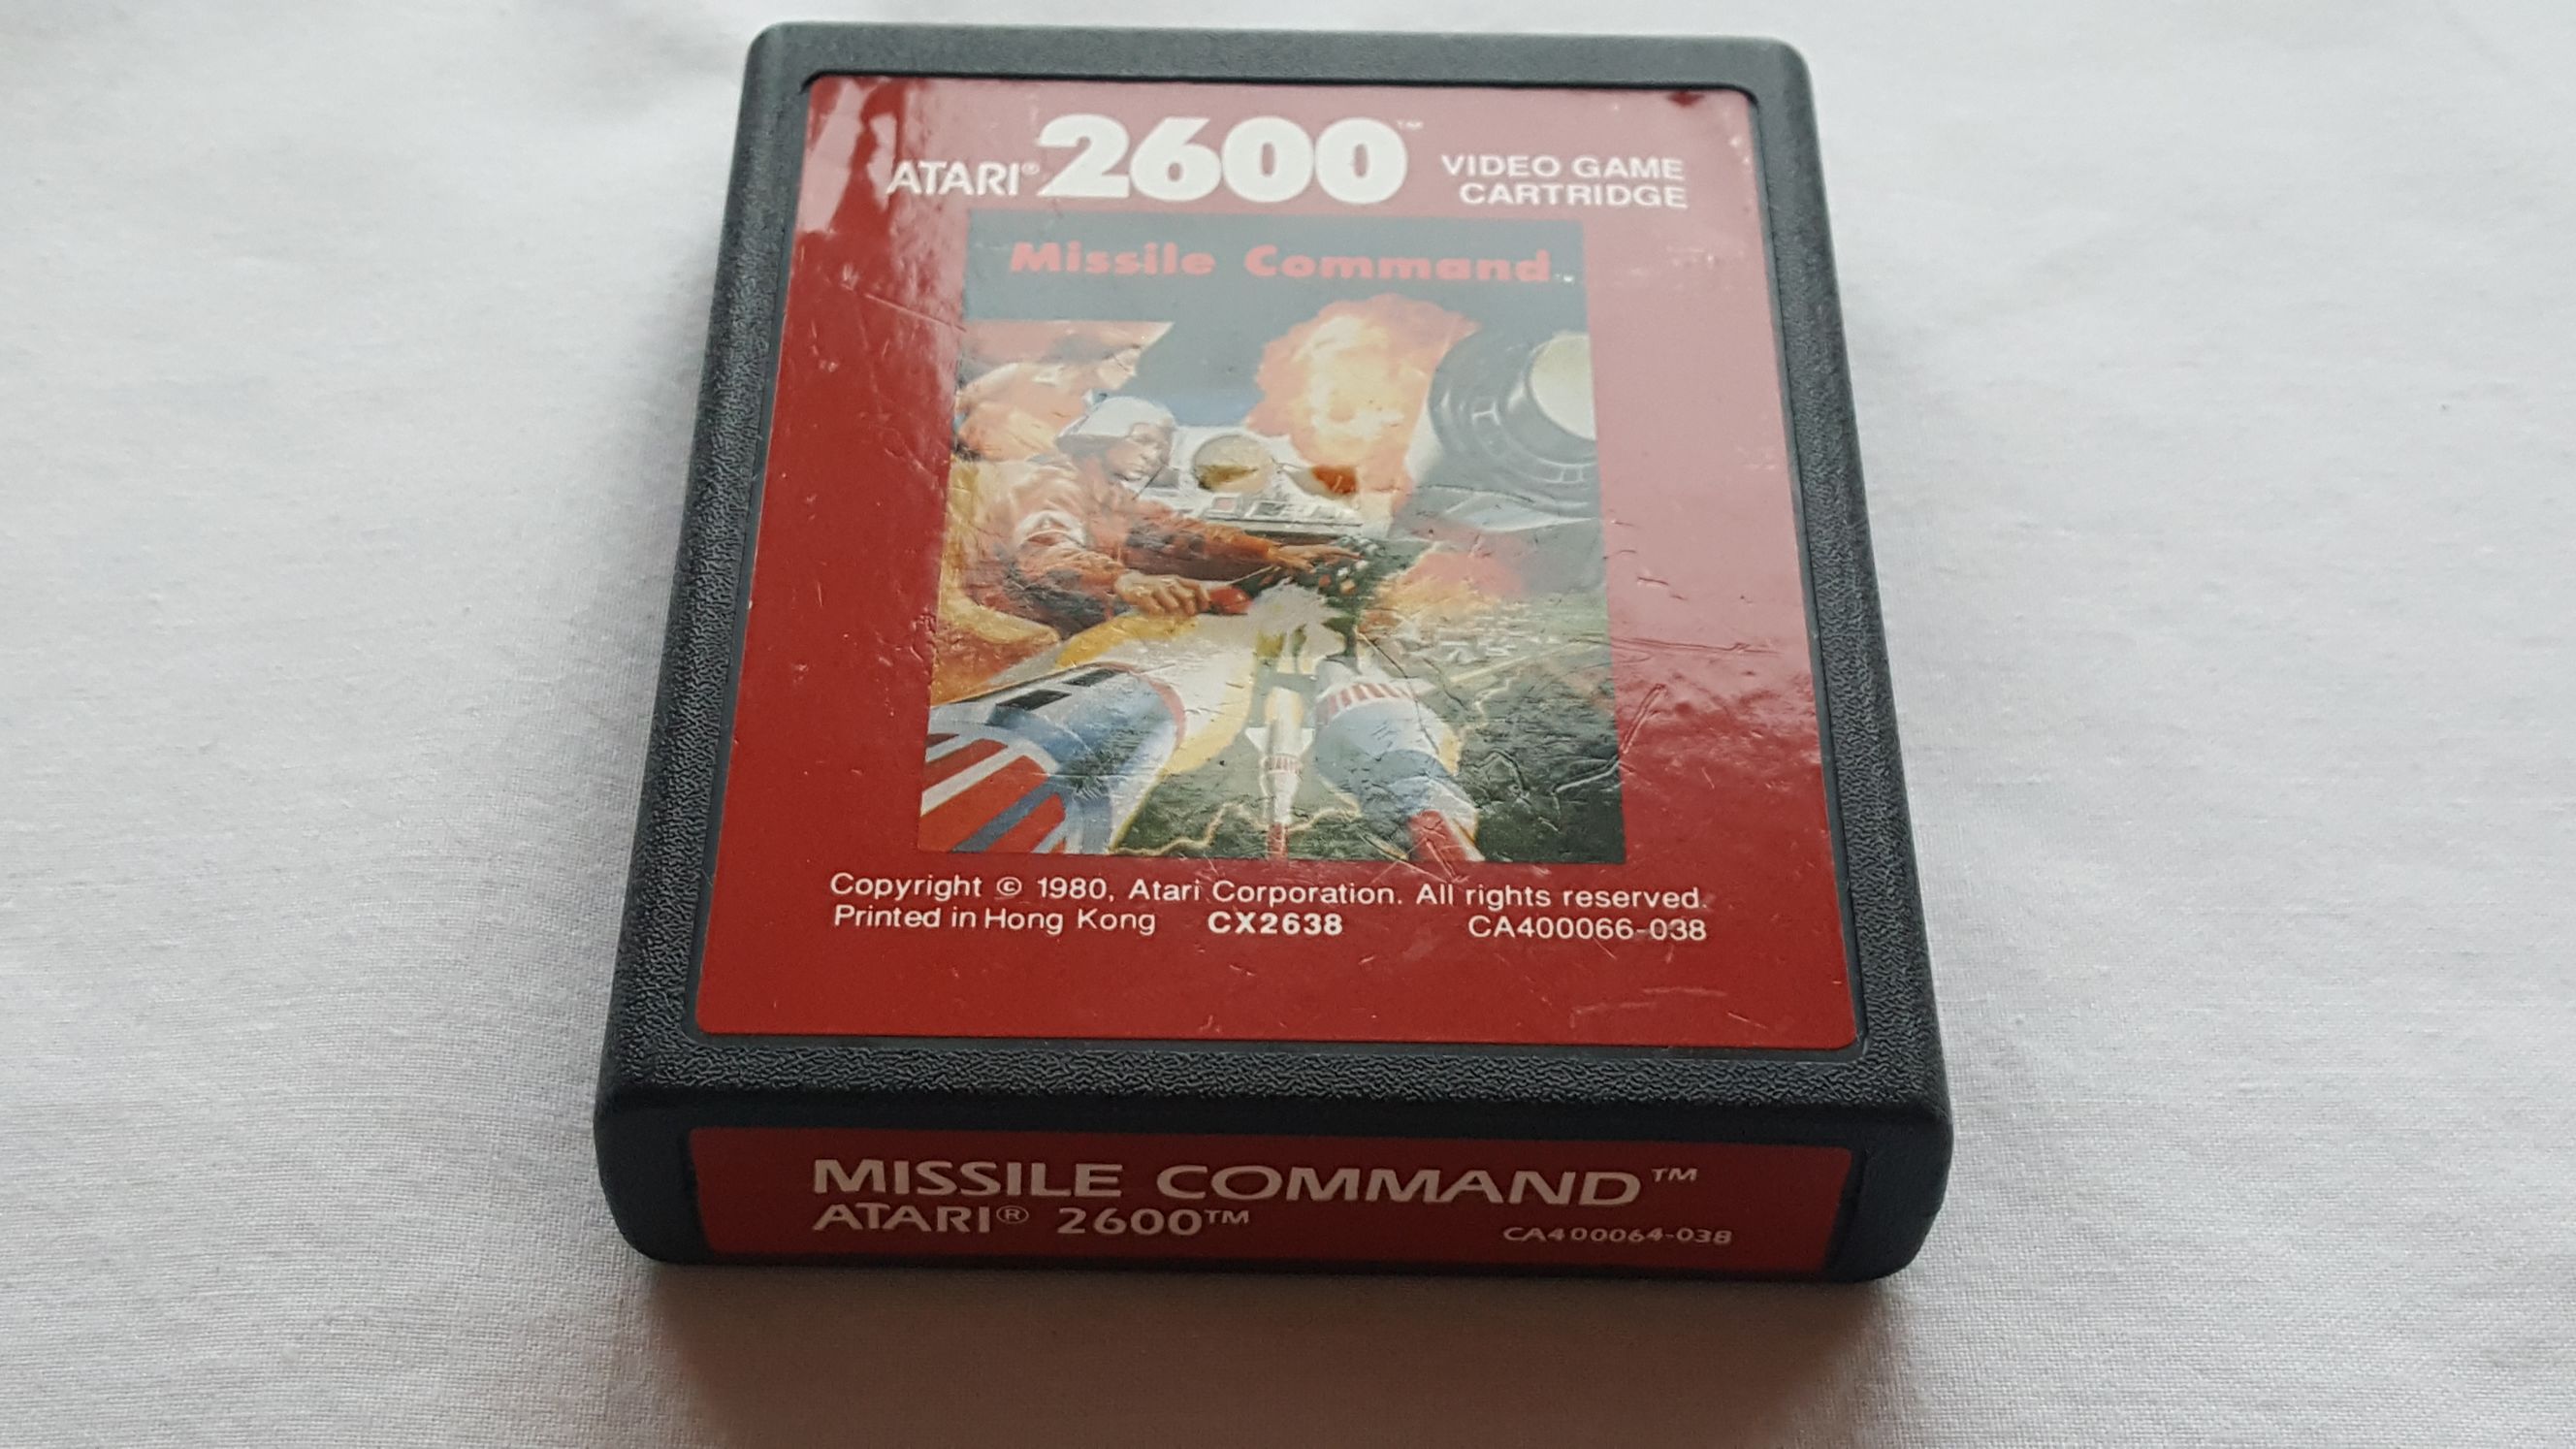 ATARI® 2600™ VIDEO GAME
CARTRIDGE
Missile Command™
Copyright © 1980, Atari Corporation. All rights reserved.
Printed in Hong Kong CX2638 CA400066-038
MISSILE COMMAND™
ATARI® 2600™ CA400064-038